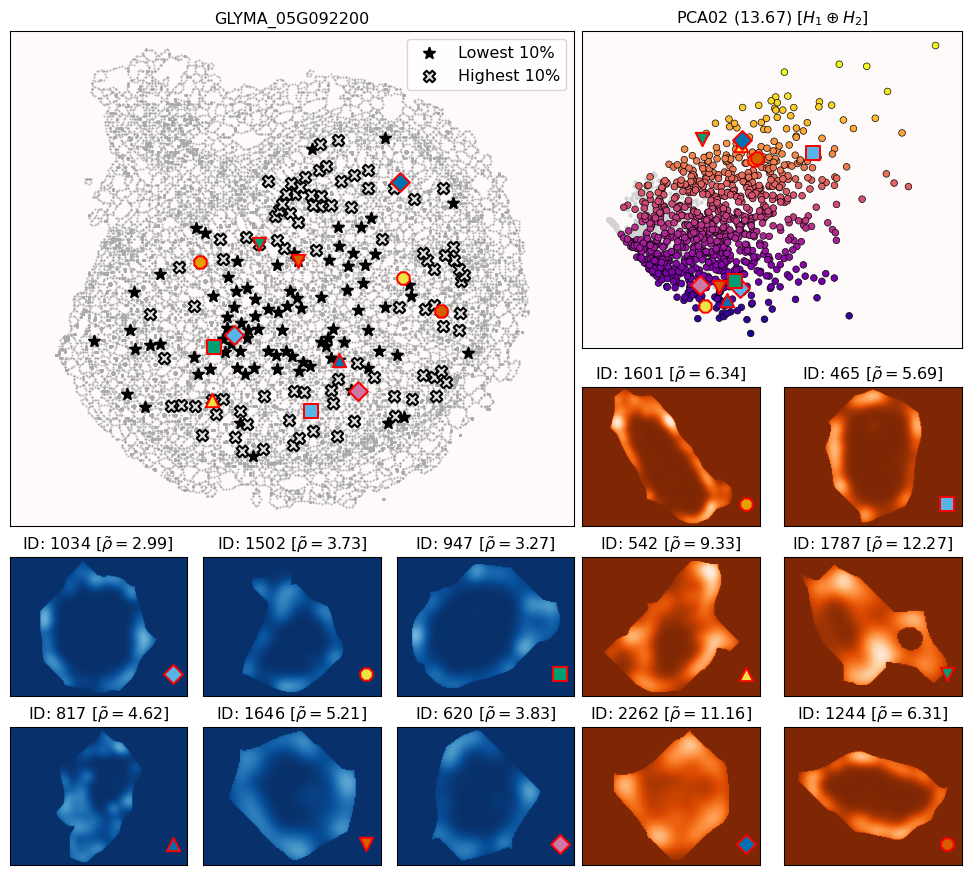 GLYMA_05G092200
PCA02 (13.67) [$H_1 \oplus H_2$]
Lowest 10%
Highest 10%
ID: 1601 [$\tilde{\rho} = 6.34$]
ID: 465 [$\tilde{\rho} = 5.69$]
ID: 1034 [$\tilde{\rho} = 2.99$]
ID: 1502 [$\tilde{\rho} = 3.73$]
ID: 947 [$\tilde{\rho} = 3.27$]
ID: 542 [$\tilde{\rho} = 9.33$]
ID: 1787 [$\tilde{\rho} = 12.27$]
ID: 817 [$\tilde{\rho} = 4.62$]
ID: 1646 [$\tilde{\rho} = 5.21$]
ID: 620 [$\tilde{\rho} = 3.83$]
ID: 2262 [$\tilde{\rho} = 11.16$]
ID: 1244 [$\tilde{\rho} = 6.31$]